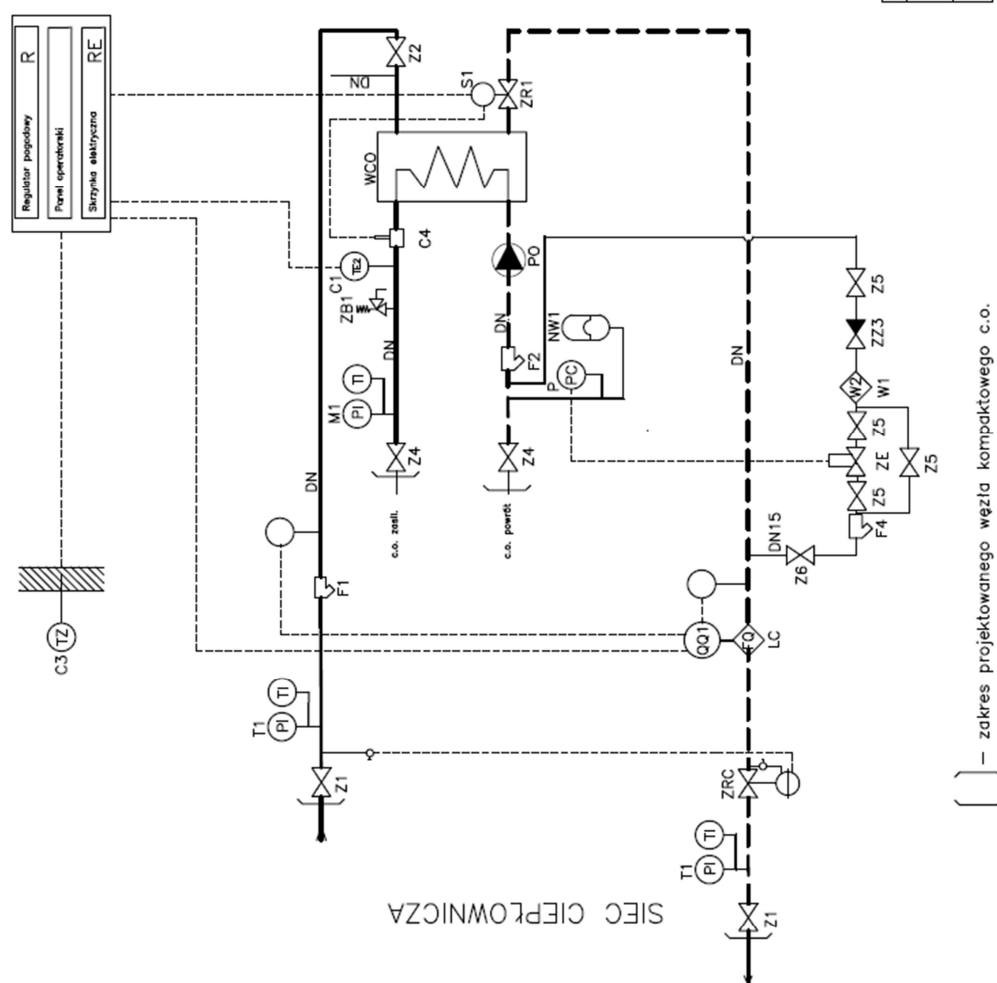 Regulator pogodowy R
Panel operatorski
Skrzynka elektryczna RE
C3
TZ
Z2
DN
S1
ZR1
WCO
C4
C1
TE2
ZB1
DN
M1
PI
TI
Z4
c.o. zasil.
PO
DN
F2
NW1
P
PC
Z4
c.o. powrót
DN
F1
T1
PI
TI
Z1
DN
QQ1
FQ
LC
DN15
Z6
F4
Z5
ZE
Z5
Z5
W2
W1
ZZ3
Z5
ZRC
T1
PI
TI
Z1
SIEC CIEPŁOWNICZA
– zakres projektowanego węzła kompaktowego c.o.